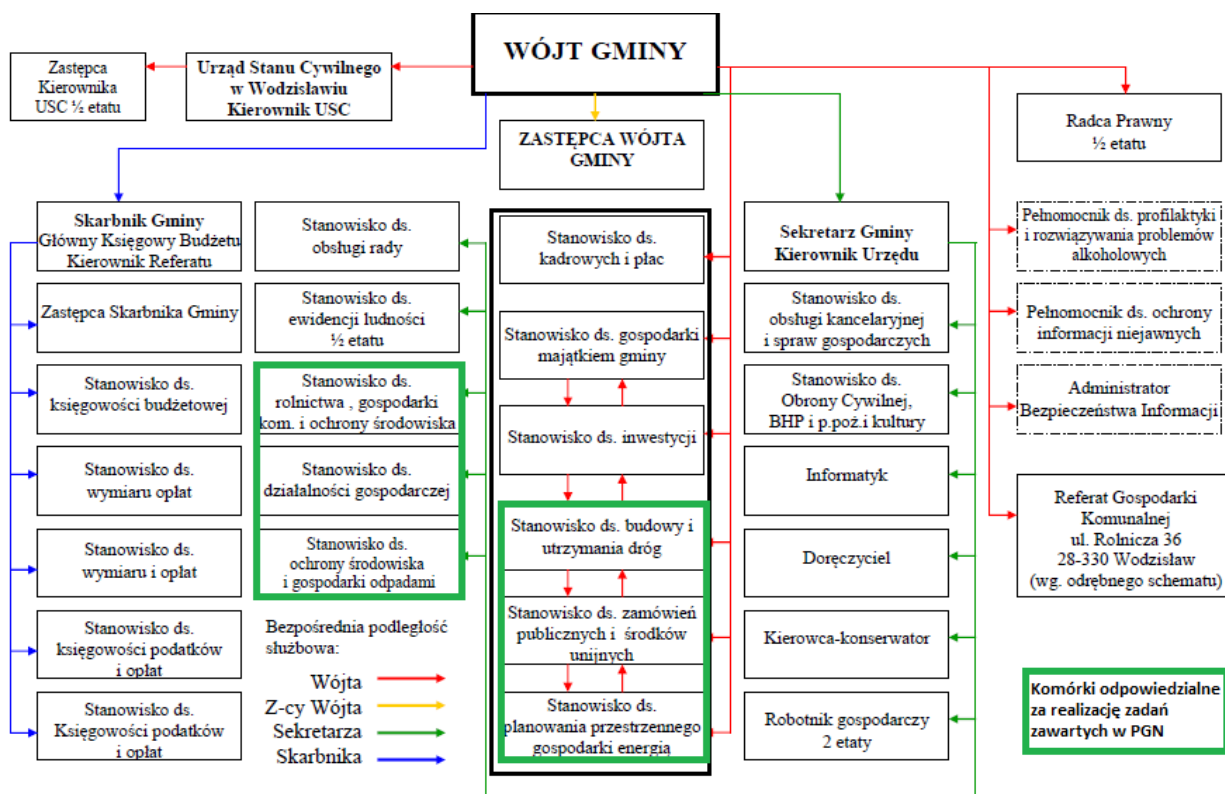 WÓJT GMINY
Zastępca
Kierownika
USC ½ etatu
Urząd Stanu Cywilnego
w Wodzisławiu
Kierownik USC
Radca Prawny
½ etatu
ZASTĘPCA WÓJTA
GMINY
Skarbnik Gminy
Główny Księgowy Budżetu
Kierownik Referatu
Zastępca Skarbnika Gminy
Stanowisko ds.
księgowości budżetowej
Stanowisko ds.
wymiaru opłat
Stanowisko ds.
wymiaru i opłat
Stanowisko ds.
księgowości podatków
i opłat
Stanowisko ds.
Księgowości podatków
i opłat
Stanowisko ds.
obsługi rady
Stanowisko ds.
ewidencji ludności
½ etatu
Stanowisko ds.
rolnictwa , gospodarki
kom. i ochrony środowiska
Stanowisko ds.
działalności gospodarczej
Stanowisko ds.
ochrony środowiska
i gospodarki odpadami
Bezpośrednia podległość
służbowa:
Wójta
Z-cy Wójta
Sekretarza
Skarbnika
Stanowisko ds.
kadrowych i płac
Stanowisko ds. gospodarki
majątkiem gminy
Stanowisko ds. inwestycji
Stanowisko ds. budowy i
utrzymania dróg
Stanowisko ds. zamówień
publicznych i środków
unijnych
Stanowisko ds.
planowania przestrzennego
gospodarki energią
Sekretarz Gminy
Kierownik Urzędu
Stanowisko ds.
obsługi kancelaryjnej
i spraw gospodarczych
Stanowisko ds.
Obrony Cywilnej,
BHP i p.poż.i kultury
Informatyk
Doręczyciel
Kierowca-konserwator
Robotnik gospodarczy
2 etaty
Pełnomocnik ds. profilaktyki
i rozwiązywania problemów
alkoholowych
Pełnomocnik ds. ochrony
informacji niejawnych
Administrator
Bezpieczeństwa Informacji
Referat Gospodarki
Komunalnej
ul. Rolnicza 36
28-330 Wodzisław
(wg. odrębnego schematu)
Komórki odpowiedzialne
za realizację zadań
zawartych w PGN